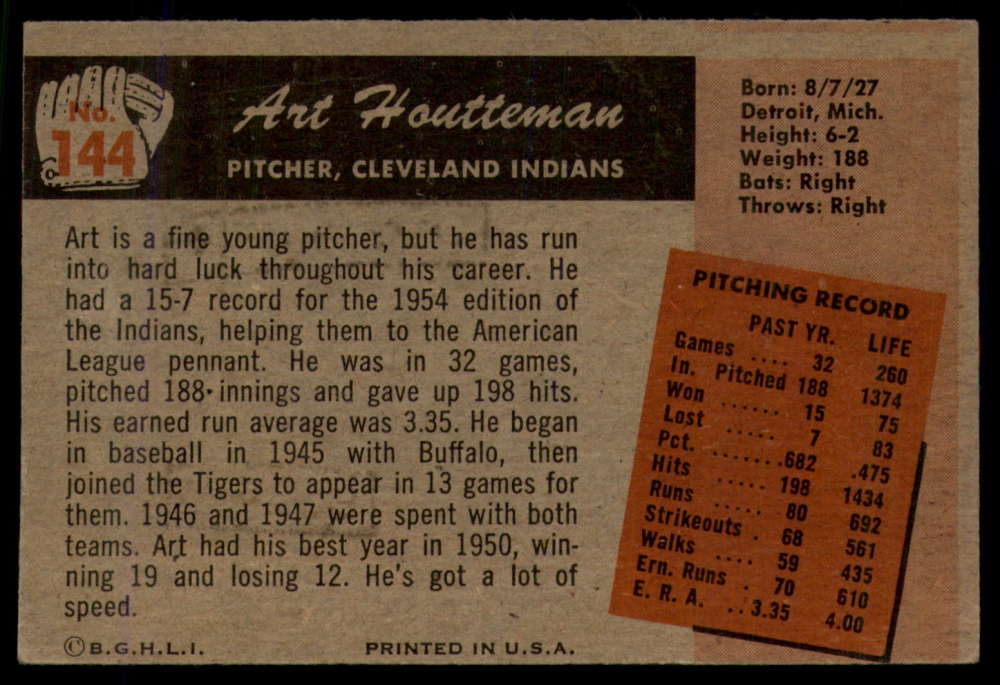 No.
144
Art Houtteman
PITCHER, CLEVELAND INDIANS
Born: 8/7/27
Detroit, Mich.
Height: 6-2
Weight: 188
Bats: Right
Throws: Right
Art is a fine young pitcher, but he has run
into hard luck throughout his career. He
had a 15-7 record for the 1954 edition of
the Indians, helping them to the American
League pennant. He was in 32 games,
pitched 188 innings and gave up 198 hits.
His earned run average was 3.35. He began
in baseball in 1945 with Buffalo, then
joined the Tigers to appear in 13 games for
them. 1946 and 1947 were spent with both
teams. Art had his best year in 1950, win-
ning 19 and losing 12. He's got a lot of
speed.
PITCHING RECORD
PAST YR. LIFE
Games .... 32 260
In. Pitched 188 1374
Won ...... 15 75
Lost ..... 7 83
Pct. .......682 .475
Hits ..... 198 1434
Runs ..... 80 692
Strikeouts . 68 561
Walks .... 59 435
Ern. Runs . 70 610
E. R. A. ..3.35 4.00
© B.G.H.L.I. PRINTED IN U.S.A.